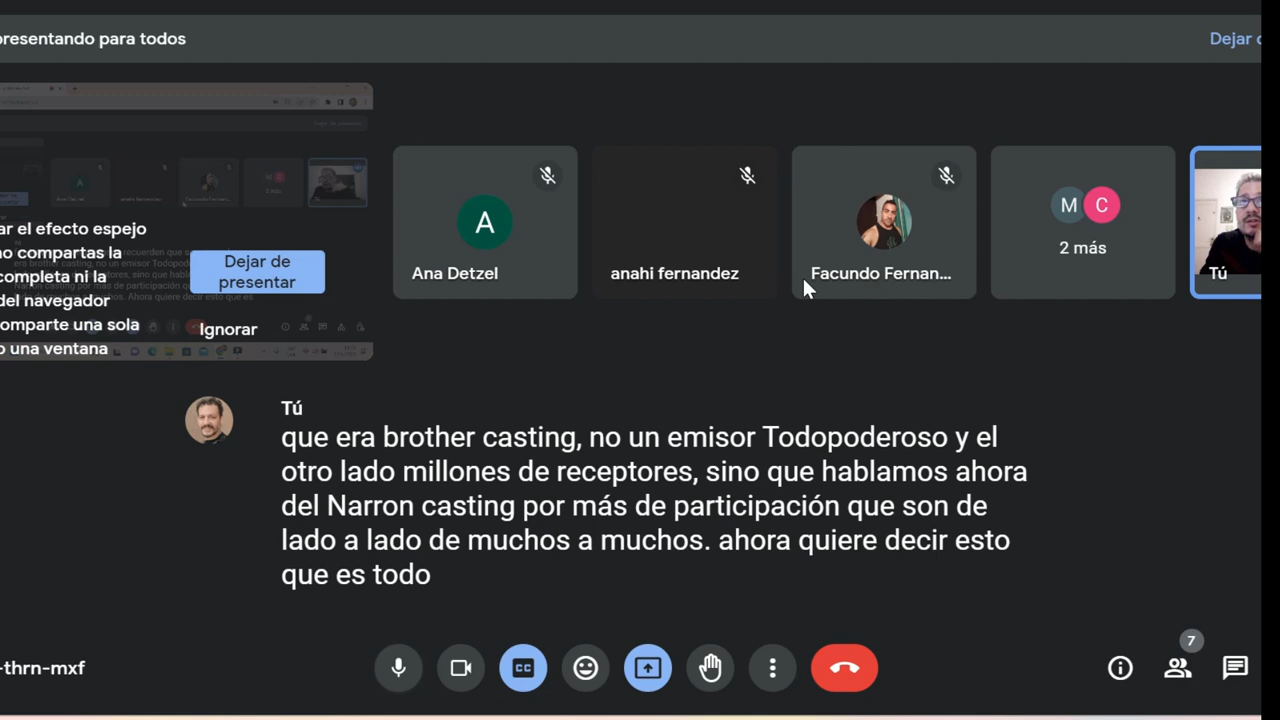 presentando para todos
Dejar
ar el efecto espejo
no compartas la
completa ni la
del navegador
omparte una sola
o una ventana
Dejar de
presentar
Ignorar
A
Ana Detzel
anahi fernandez
Facundo Fernan...
M C
2 más
Tú
Tú
que era brother casting, no un emisor Todopoderoso y el
otro lado millones de receptores, sino que hablamos ahora
del Narron casting por más de participación que son de
lado a lado de muchos a muchos. ahora quiere decir esto
que es todo
-thrn-mxf
CC
7